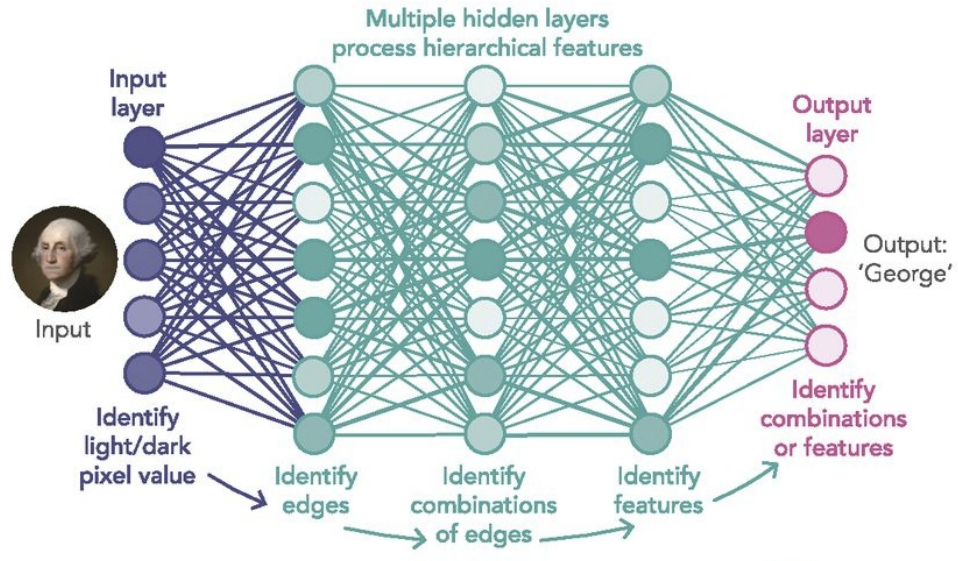 Multiple hidden layers
process hierarchical features
Input
layer
Output
layer
Input
Output:
‘George’
Identify
light/dark
pixel value
Identify
edges
Identify
combinations
of edges
Identify
features
Identify
combinations
or features